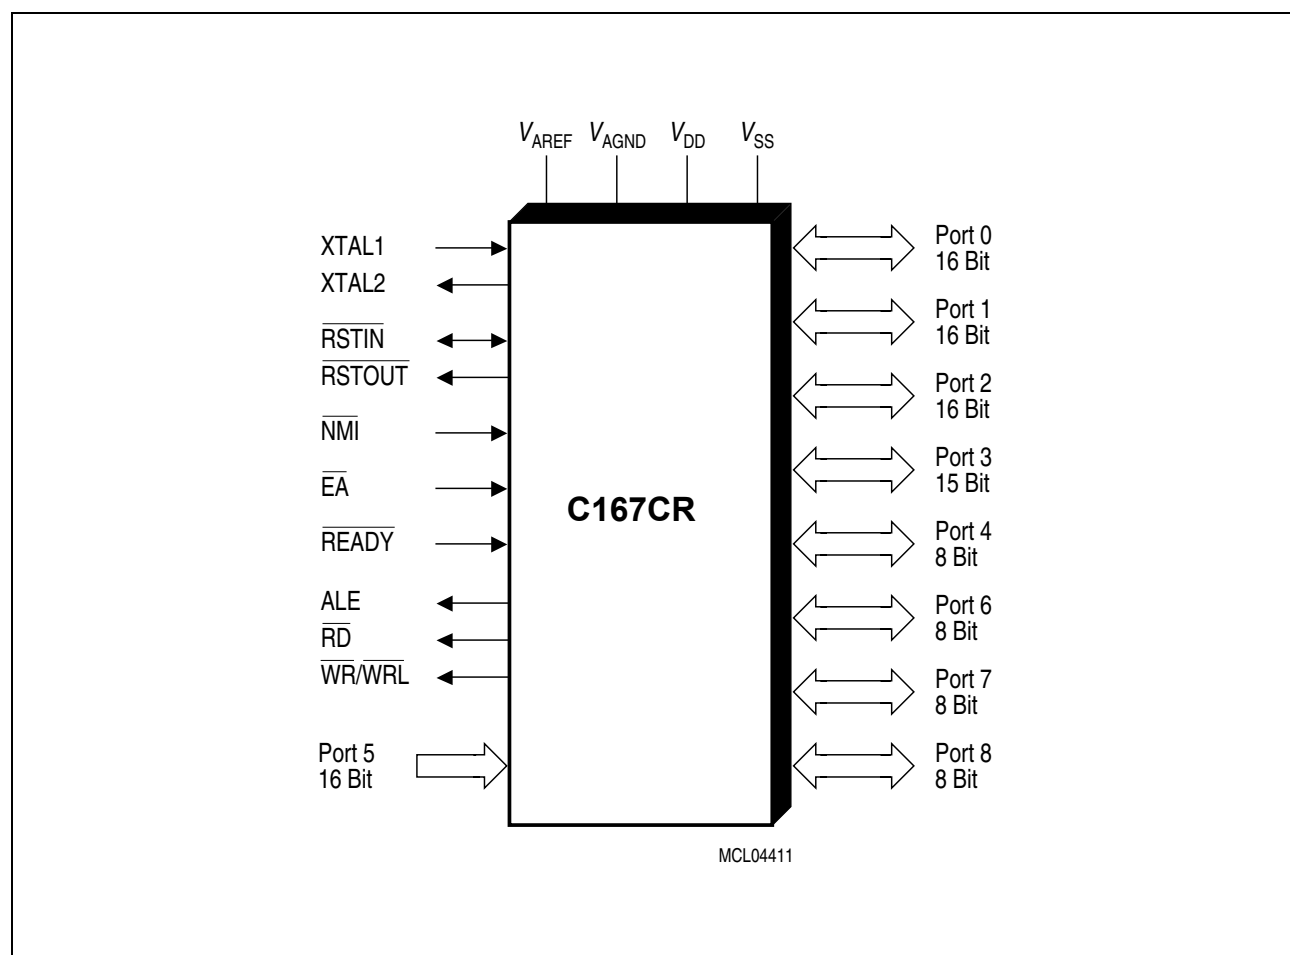 VAREF VAGND VDD VSS
XTAL1
XTAL2
RSTIN
RSTOUT
NMI
EA
READY
ALE
RD
WR/WRL
Port 5
16 Bit
C167CR
Port 0
16 Bit
Port 1
16 Bit
Port 2
16 Bit
Port 3
15 Bit
Port 4
8 Bit
Port 6
8 Bit
Port 7
8 Bit
Port 8
8 Bit
MCL04411